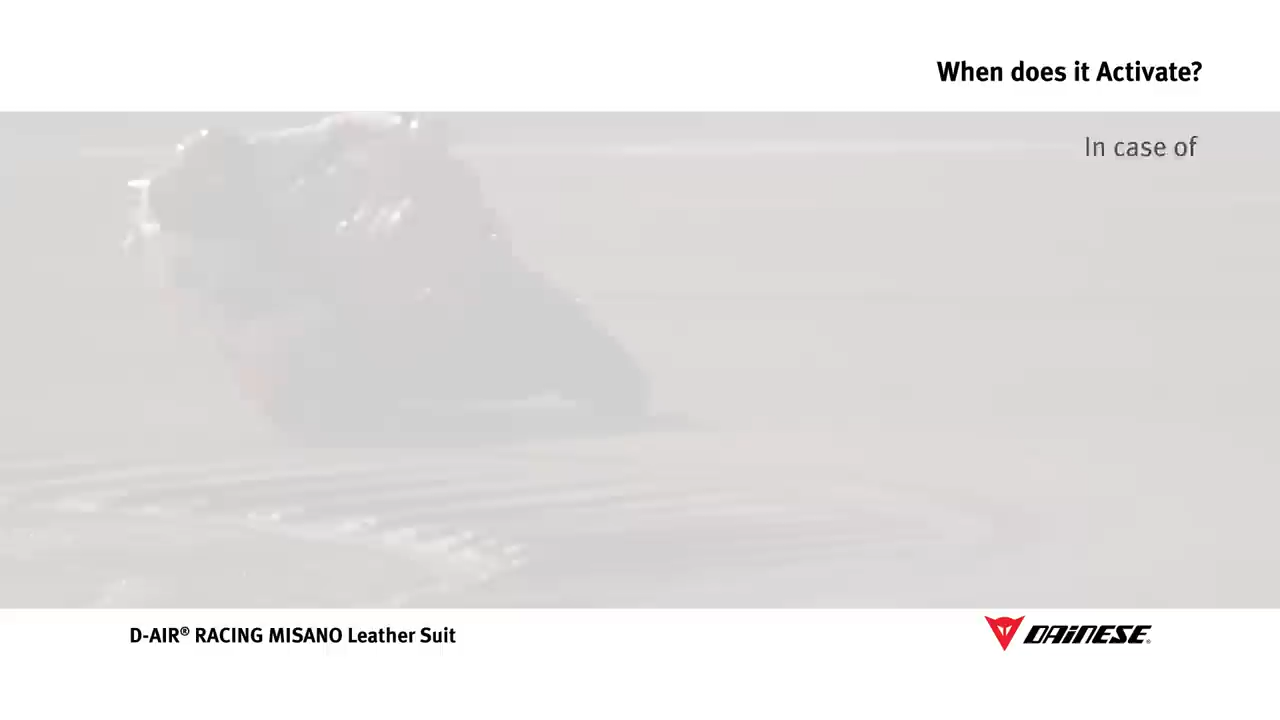 When does it Activate?
In case of
D-AIR® RACING MISANO Leather Suit
DAINESE®